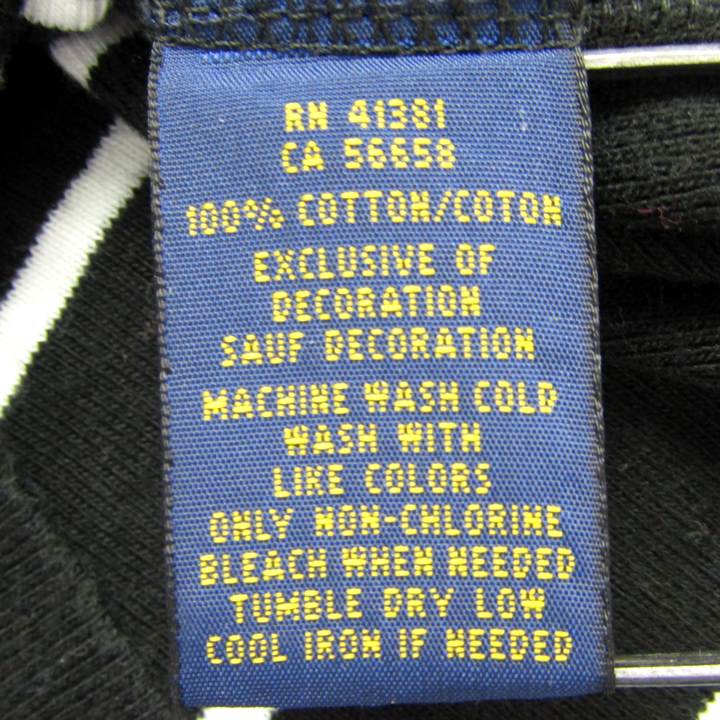 RN 41381
CA 56658
100% COTTON/COTON
EXCLUSIVE OF
DECORATION
SAUF DECORATION
MACHINE WASH COLD
WASH WITH
LIKE COLORS
ONLY NON-CHLORINE
BLEACH WHEN NEEDED
TUMBLE DRY LOW
COOL IRON IF NEEDED